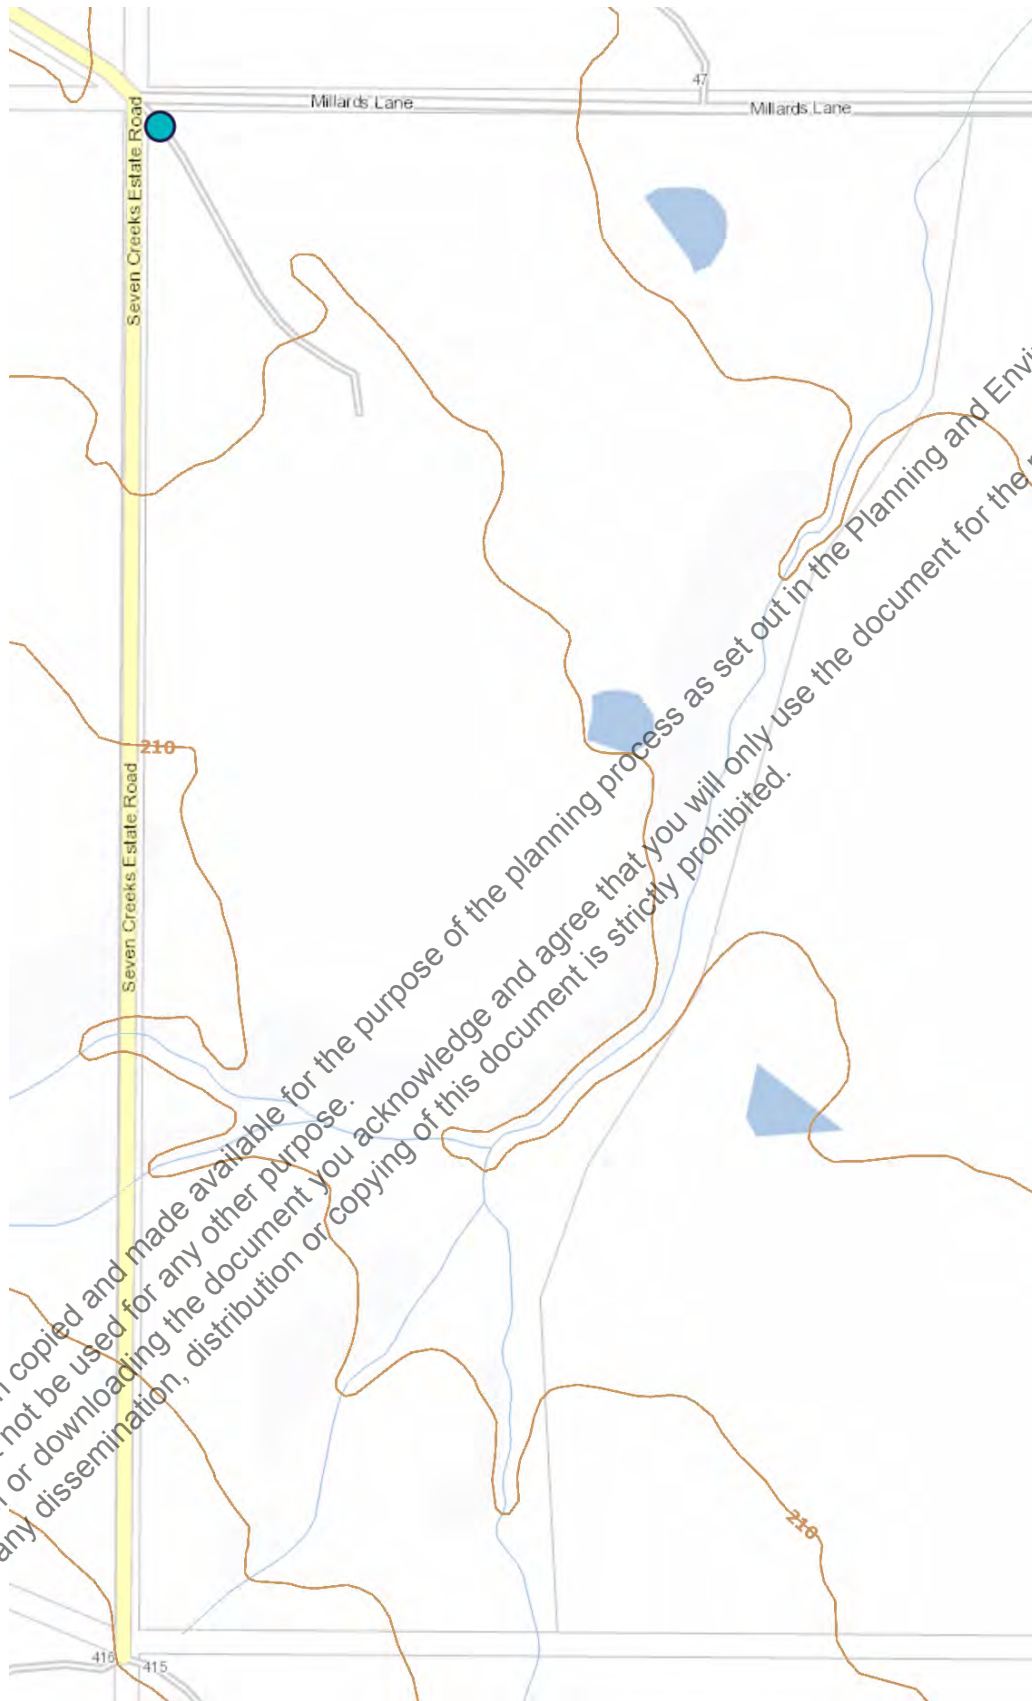 47
Millards Lane
Millards Lane
Seven Creeks Estate Road
210
Seven Creeks Estate Road
copied and made available for the purpose of the planning process as set out in the Planning and
not be used for any other purpose.
or downloading the document you acknowledge and agree that you will only use the document for the
any dissemination, distribution or copying of this document is strictly prohibited.
210
416
415